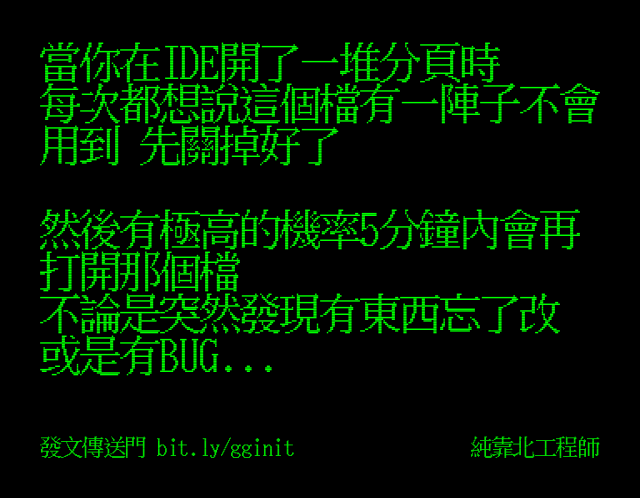 當你在IDE開了一堆分頁時
每次都想說這個檔有一陣子不會
用到 先關掉好了
然後有極高的機率5分鐘內會再
打開那個檔
不論是突然發現有東西忘了改
或是有BUG...
發文傳送門 bit.ly/gginit
純靠北工程師